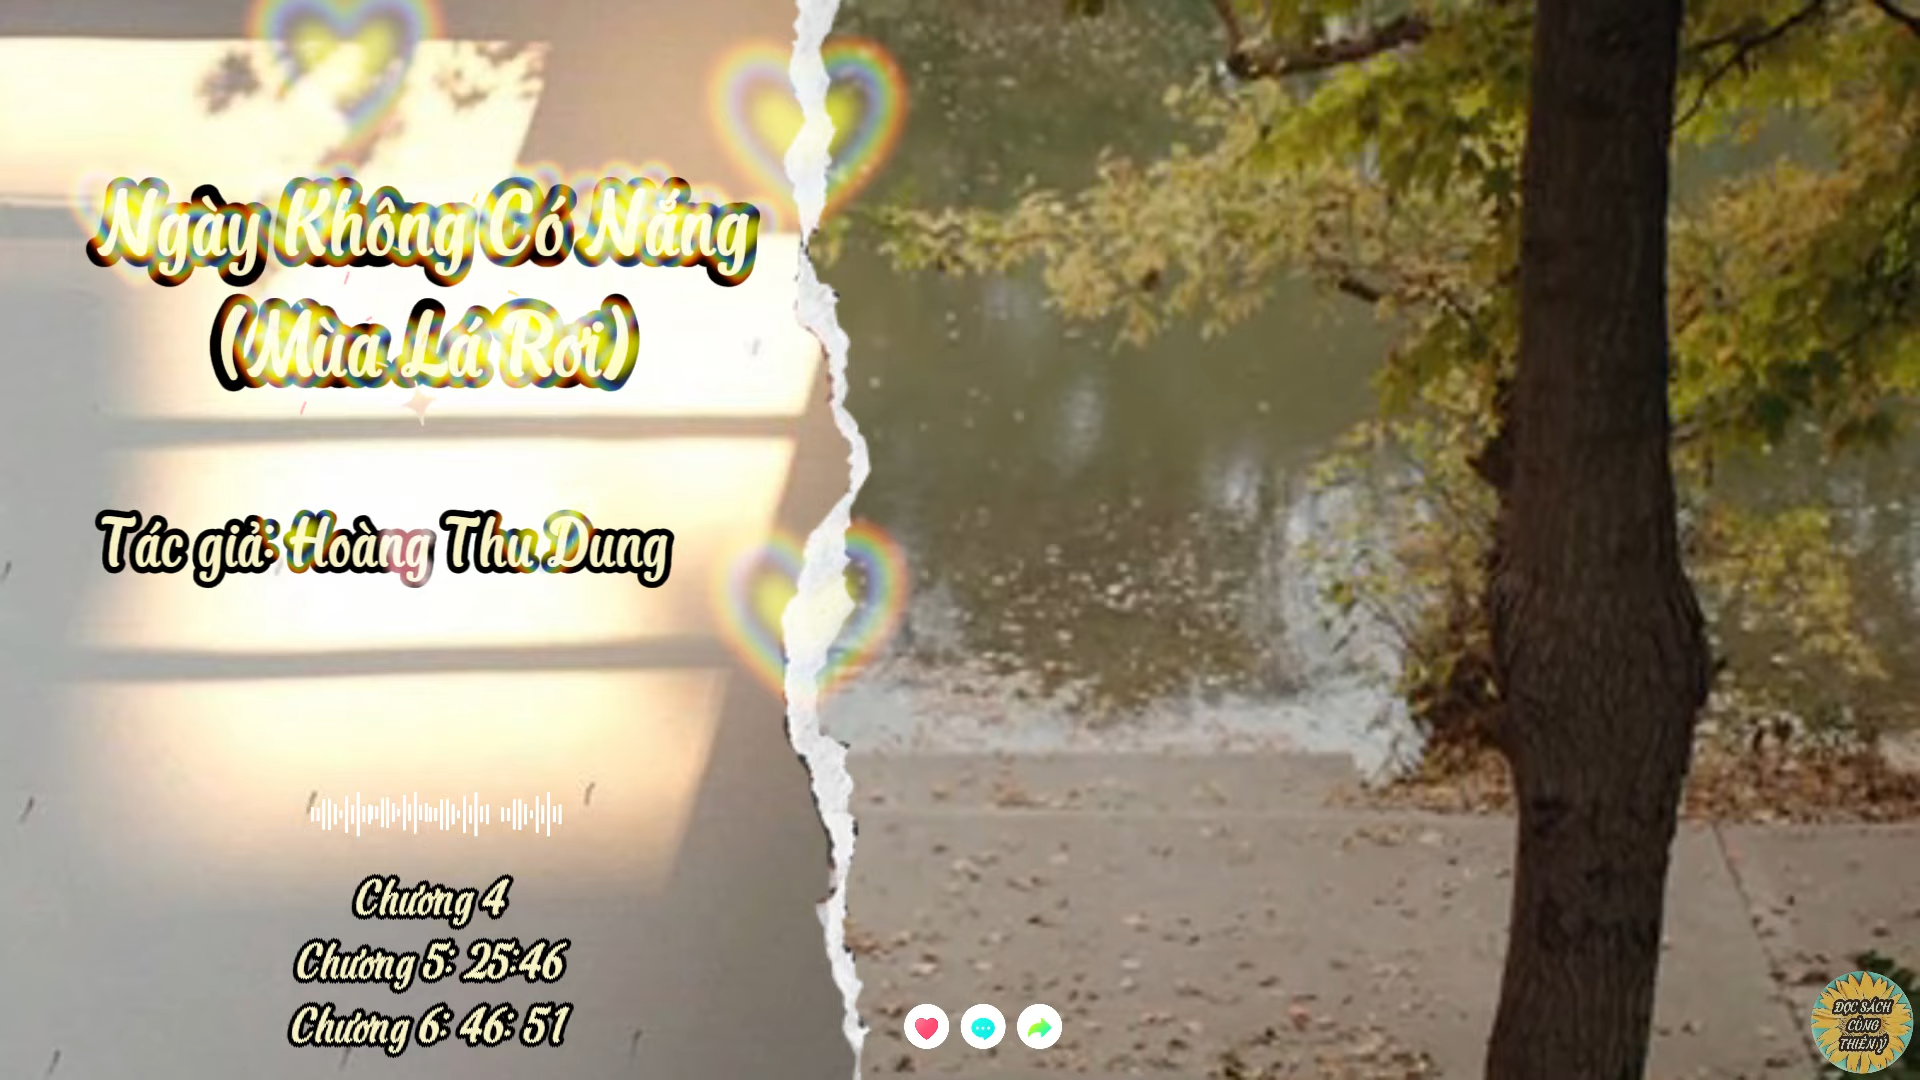 Ngày Không Có Nắng
(Mùa Lá Rơi)
Tác giả: Hoàng Thu Dung
Chương 4
Chương 5: 25:46
Chương 6: 46: 51
ĐỌC SÁCH
CÙNG
THIÊN Ý